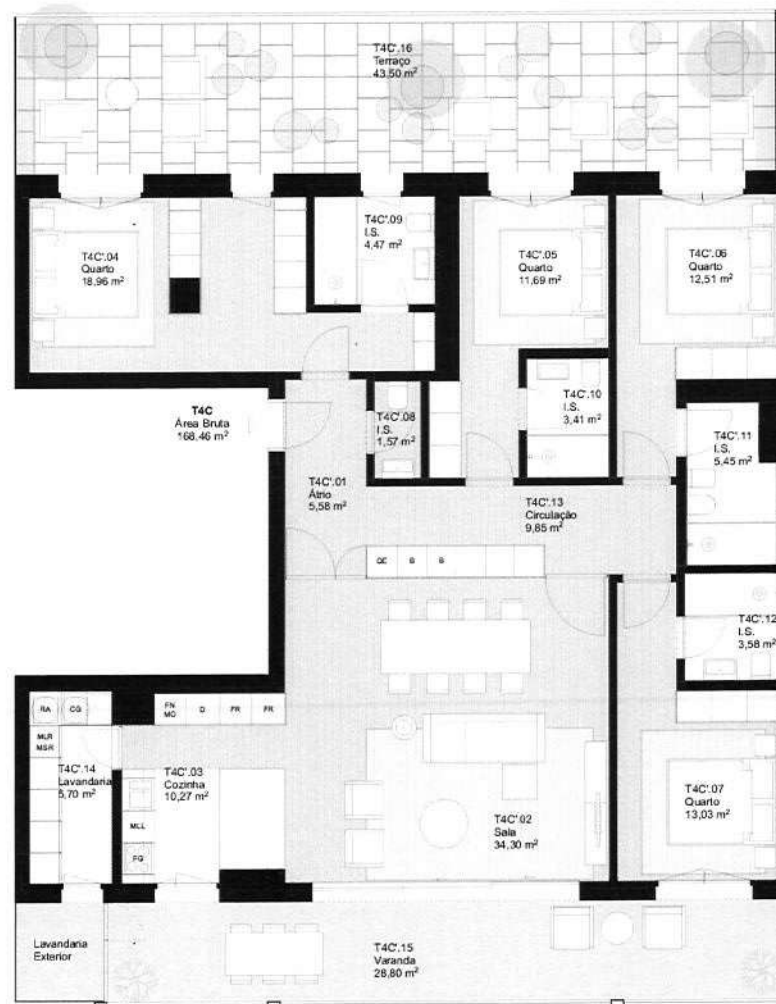 T4C'.16
Terraço
43,50 m²
T4C'.04
Quarto
18,96 m²
T4C'.09
I.S.
4,47 m²
T4C'.05
Quarto
11,69 m²
T4C'.06
Quarto
12,51 m²
T4C
Área Bruta
168,46 m²
T4C'.08
I.S.
1,57 m²
T4C'.10
I.S.
3,41 m²
T4C'.11
I.S.
5,45 m²
T4C'.01
Átrio
5,58 m²
T4C'.13
Circulação
9,85 m²
QE B B
T4C'.12
I.S.
3,58 m²
RA CG
FN
MO
D FR FR
MLR
MSR
T4C'.14
Lavandaria
5,70 m²
T4C'.03
Cozinha
10,27 m²
MLL
FG
T4C'.02
Sala
34,30 m²
T4C'.07
Quarto
13,03 m²
Lavandaria
Exterior
T4C'.15
Varanda
28,80 m²